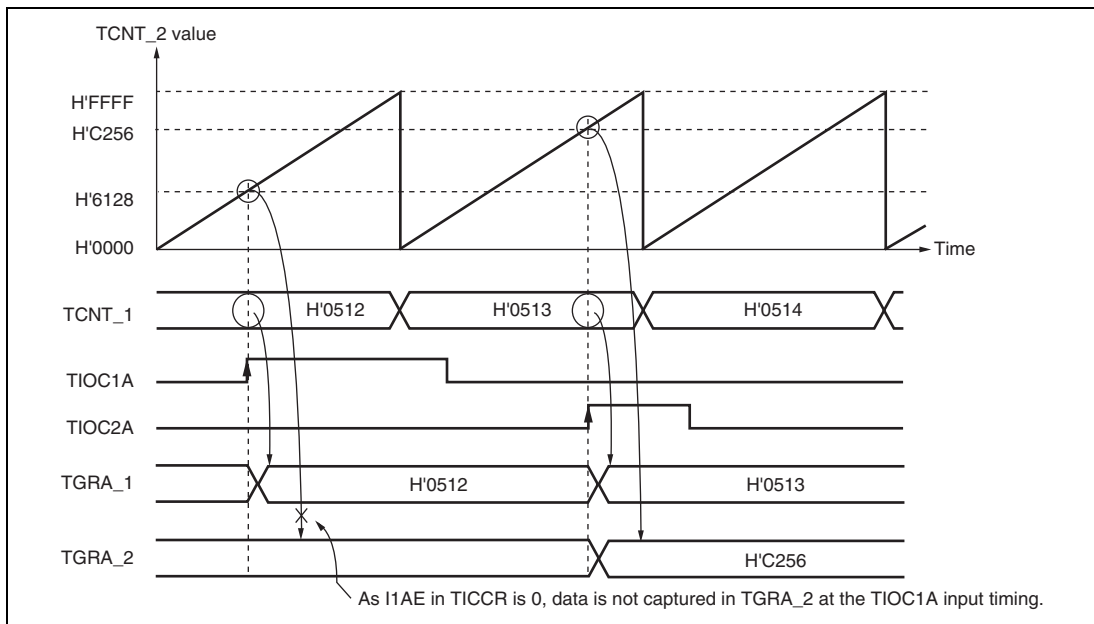 TCNT_2 value
H'FFFF
H'C256
H'6128
H'0000
Time
TCNT_1
H'0512
H'0513
H'0514
TIOC1A
TIOC2A
TGRA_1
H'0512
H'0513
TGRA_2
H'C256
As I1AE in TICCR is 0, data is not captured in TGRA_2 at the TIOC1A input timing.